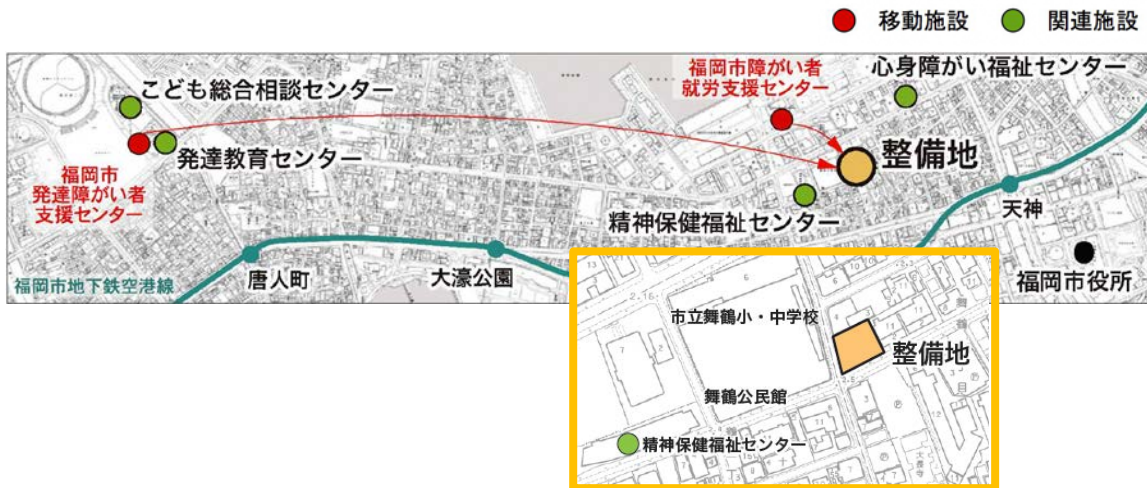 移動施設
関連施設
こども総合相談センター
発達教育センター
福岡市
発達障がい者
支援センター
福岡市障がい者
就労支援センター
心身障がい福祉センター
整備地
精神保健福祉センター
天神
福岡市役所
福岡市地下鉄空港線
唐人町
大濠公園
市立舞鶴小・中学校
整備地
舞鶴公民館
精神保健福祉センター